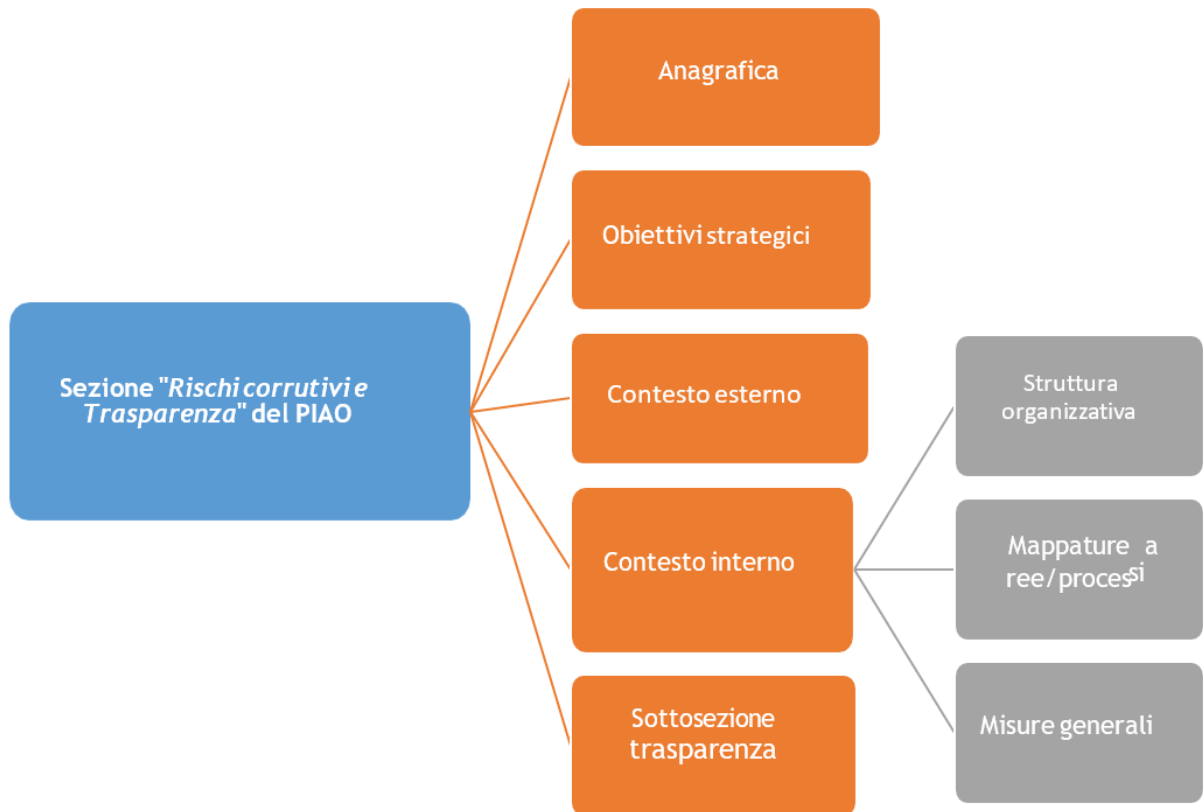 Sezione "Rischi corrutivi e
Trasparenza" del PIAO
Anagrafica
Obiettivi strategici
Contesto esterno
Contesto interno
Sottosezione
trasparenza
Struttura
organizzativa
Mappature a
ree/processi
Misure generali